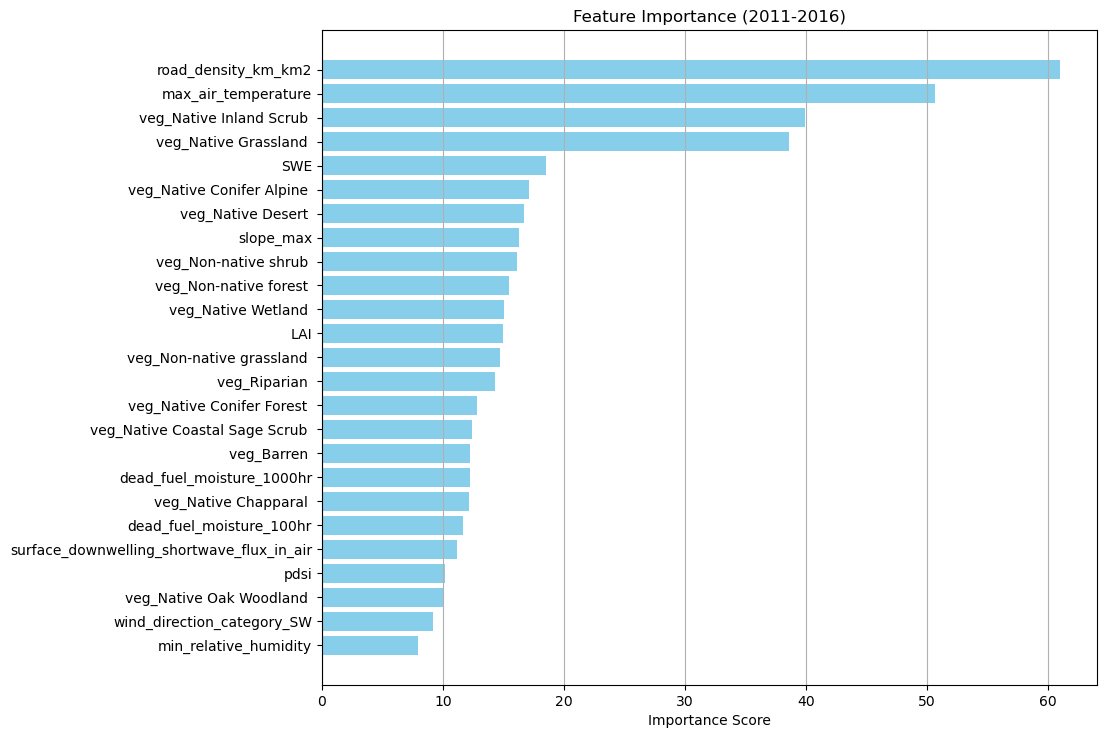 Feature Importance (2011-2016)
road_density_km_km2
max_air_temperature
veg_Native Inland Scrub
veg_Native Grassland
SWE
veg_Native Conifer Alpine
veg_Native Desert
slope_max
veg_Non-native shrub
veg_Non-native forest
veg_Native Wetland
LAI
veg_Non-native grassland
veg_Riparian
veg_Native Conifer Forest
veg_Native Coastal Sage Scrub
veg_Barren
dead_fuel_moisture_1000hr
veg_Native Chapparal
dead_fuel_moisture_100hr
surface_downwelling_shortwave_flux_in_air
pdsi
veg_Native Oak Woodland
wind_direction_category_SW
min_relative_humidity
0 10 20 30 40 50 60
Importance Score